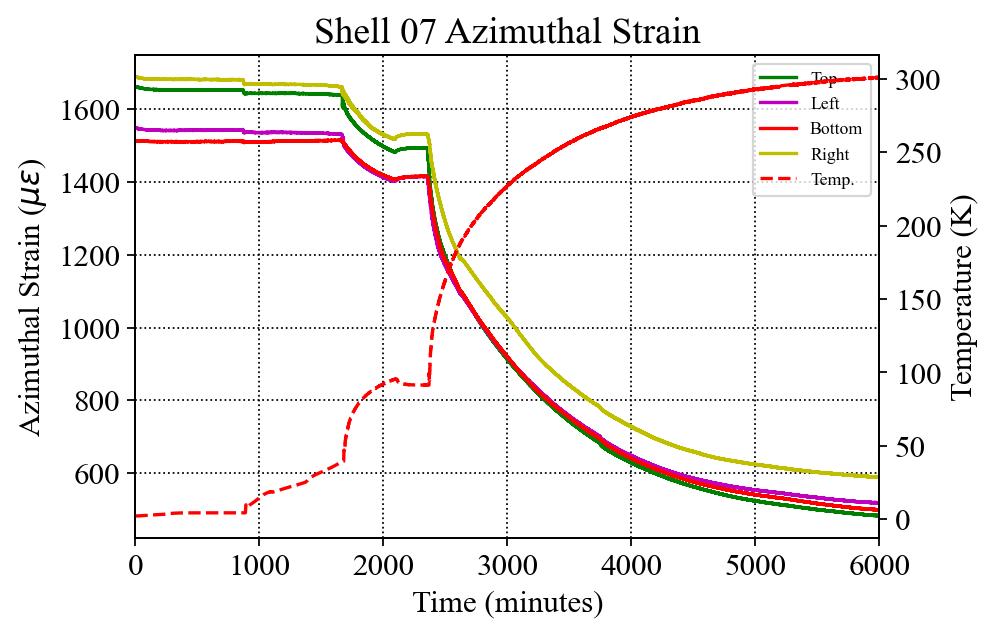 Shell 07 Azimuthal Strain
Azimuthal Strain (με)
1600
1400
1200
1000
800
600
Top
Left
Bottom
Right
Temp.
300
250
200
150
100
50
0
Temperature (K)
0 1000 2000 3000 4000 5000 6000
Time (minutes)